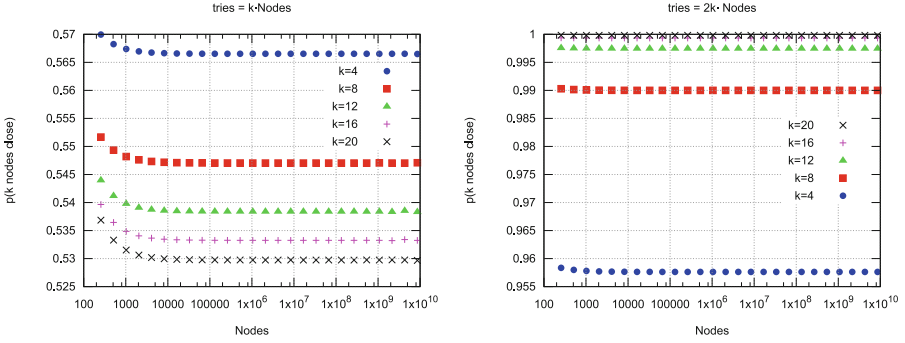 tries = k·Nodes
0.57
0.565
0.56
0.555
0.55
0.545
0.54
0.535
0.53
0.525
p(k nodes close)
k=4
k=8
k=12
k=16
k=20
100 1000 10000 100000 1x10^6 1x10^7 1x10^8 1x10^9 1x10^10
Nodes
tries = 2k· Nodes
1
0.995
0.99
0.985
0.98
0.975
0.97
0.965
0.96
0.955
p(k nodes close)
k=20
k=16
k=12
k=8
k=4
100 1000 10000 100000 1x10^6 1x10^7 1x10^8 1x10^9 1x10^10
Nodes